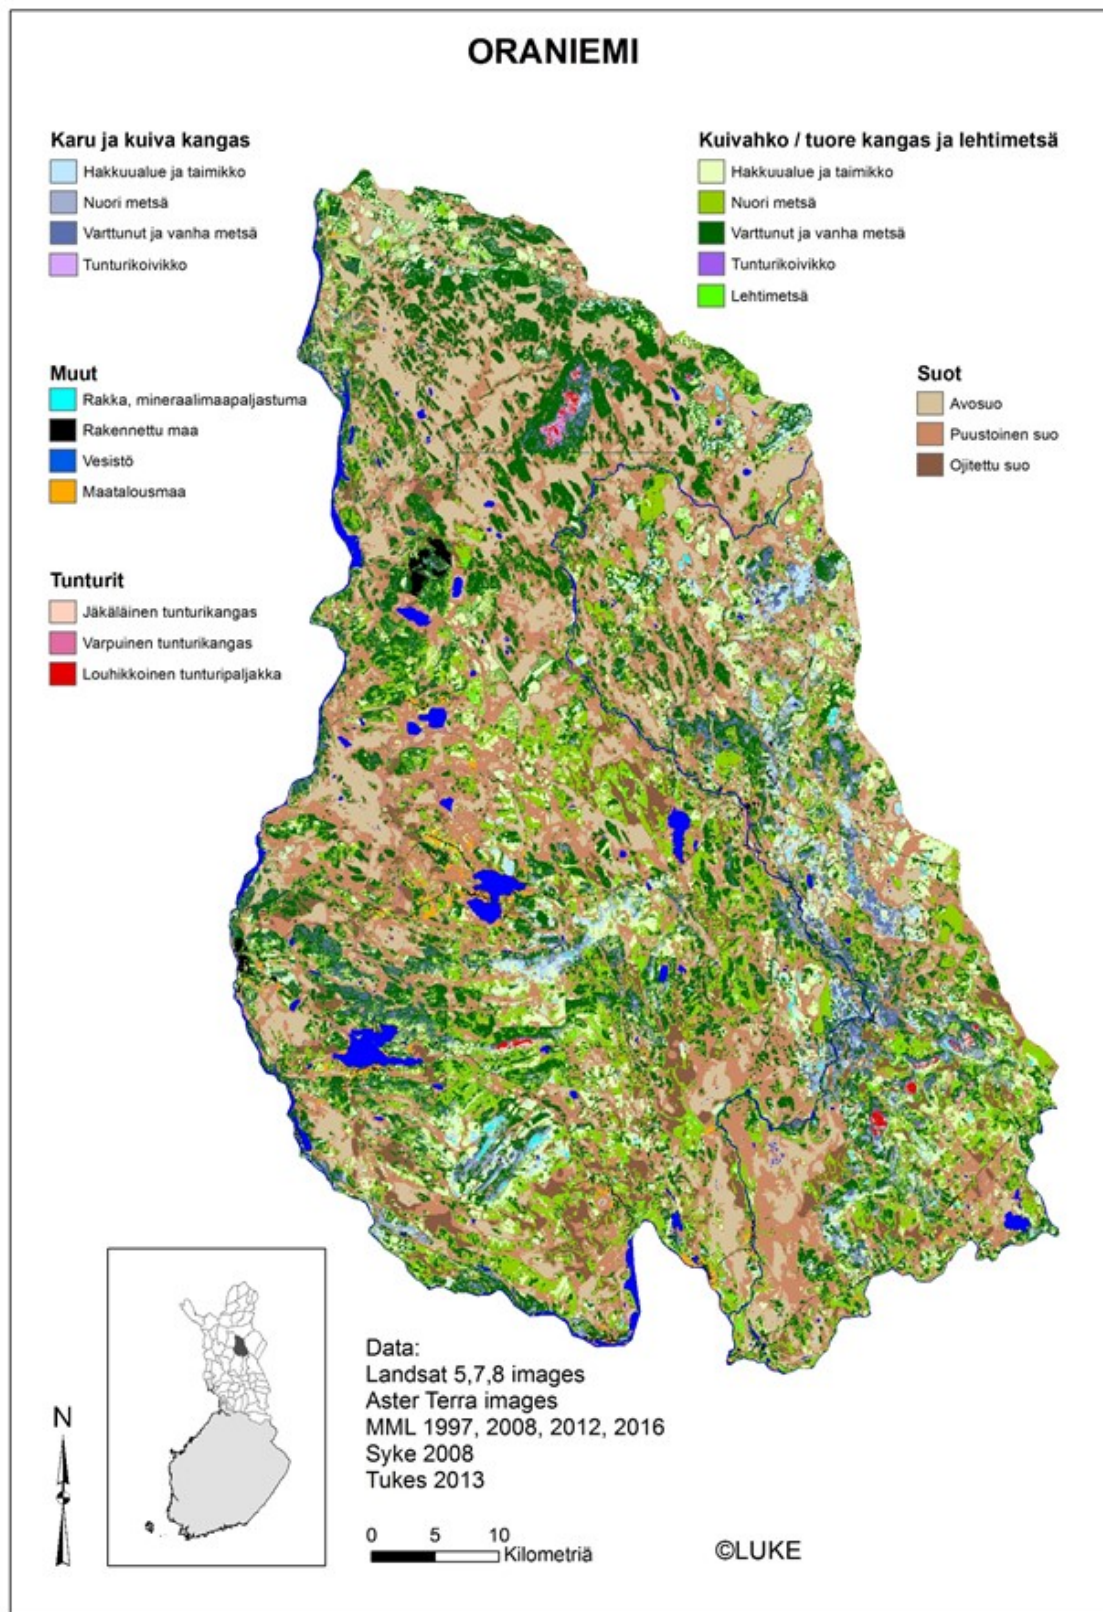 ORANIEMI
Karu ja kuiva kangas
Hakkuualue ja taimikko
Nuori metsä
Varttunut ja vanha metsä
Tunturikoivikko
Kuivahko / tuore kangas ja lehtimetsä
Hakkuualue ja taimikko
Nuori metsä
Varttunut ja vanha metsä
Tunturikoivikko
Lehtimetsä
Muut
Rakka, mineraalimaapaljastuma
Rakennettu maa
Vesistö
Maatalousmaa
Suot
Avosuo
Puustoinen suo
Ojitettu suo
Tunturit
Jäkäläinen tunturikangas
Varpuinen tunturikangas
Louhikkoinen tunturipaljakka
Data:
Landsat 5,7,8 images
Aster Terra images
MML 1997, 2008, 2012, 2016
Syke 2008
Tukes 2013
N
0 5 10
Kilometriä
©LUKE